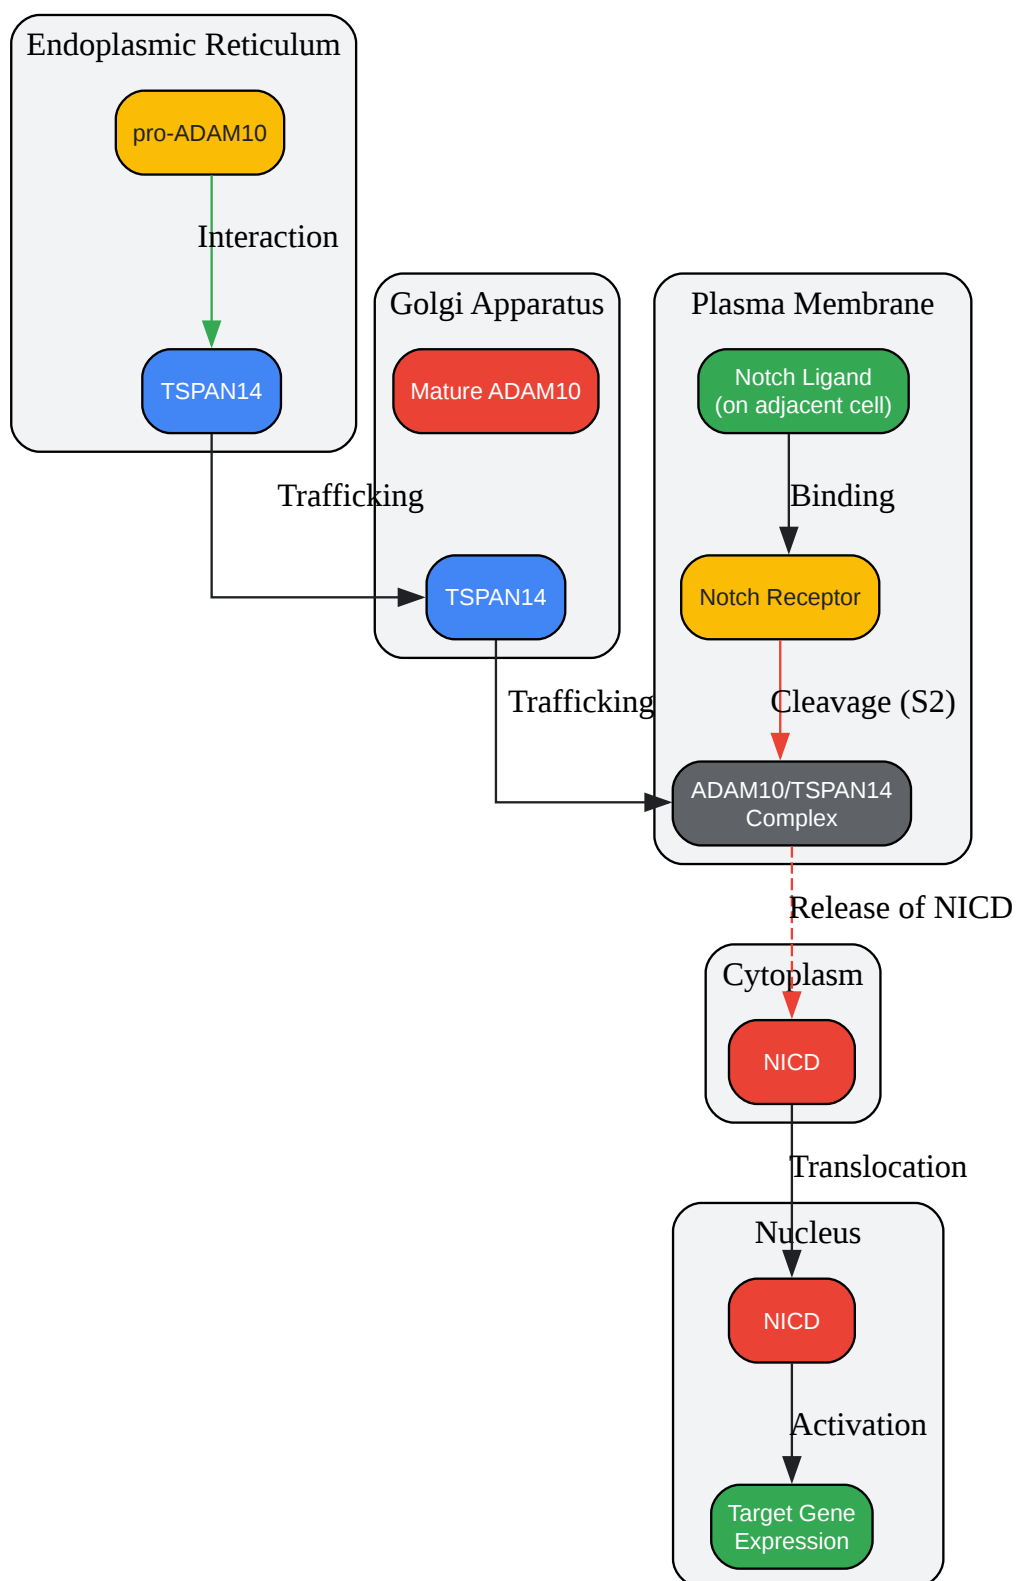 Endoplasmic Reticulum
pro-ADAM10
Interaction
TSPAN14
Trafficking
Golgi Apparatus
Mature ADAM10
TSPAN14
Trafficking
Plasma Membrane
Notch Ligand
(on adjacent cell)
Binding
Notch Receptor
Cleavage (S2)
ADAM10/TSPAN14
Complex
Release of NICD
Cytoplasm
NICD
Translocation
Nucleus
NICD
Activation
Target Gene
Expression